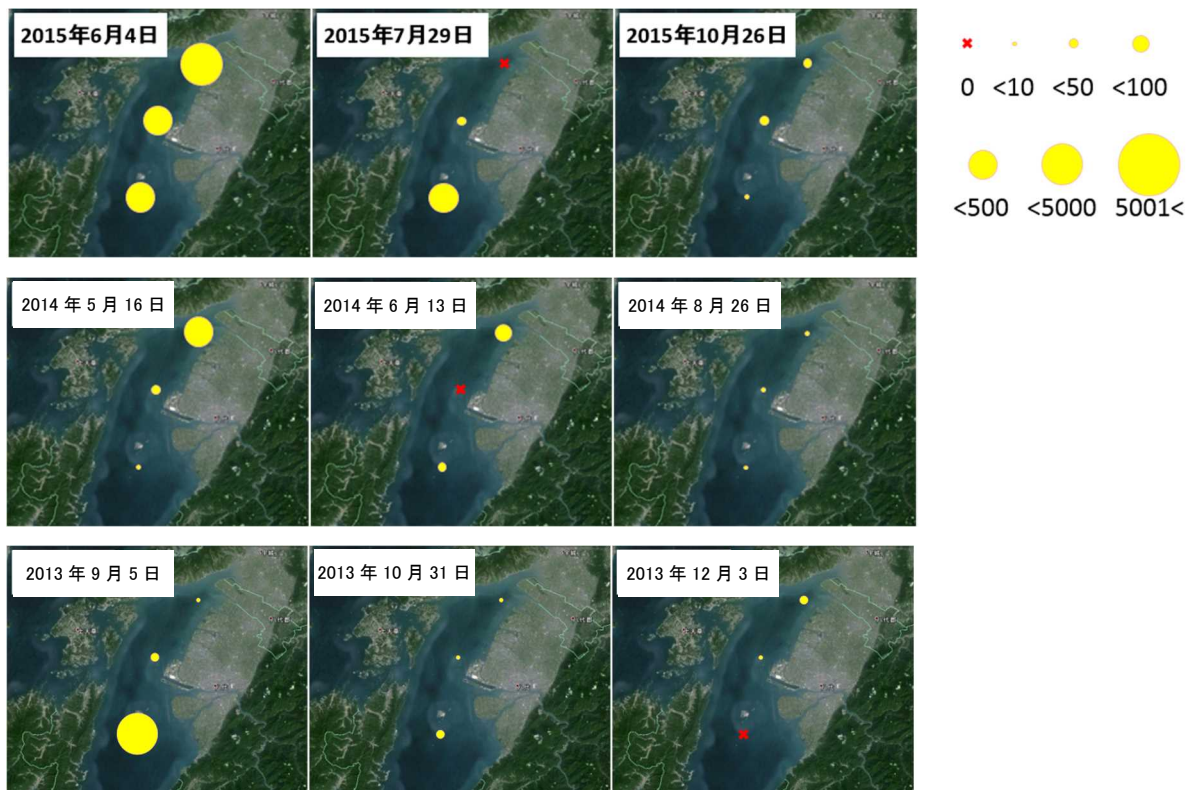 2015年6月4日
2015年7月29日
2015年10月26日
0 <10 <50 <100
<500 <5000 5001<
2014 年 5 月 16 日
2014 年 6 月 13 日
2014 年 8 月 26 日
2013 年 9 月 5 日
2013 年 10 月 31 日
2013 年 12 月 3 日